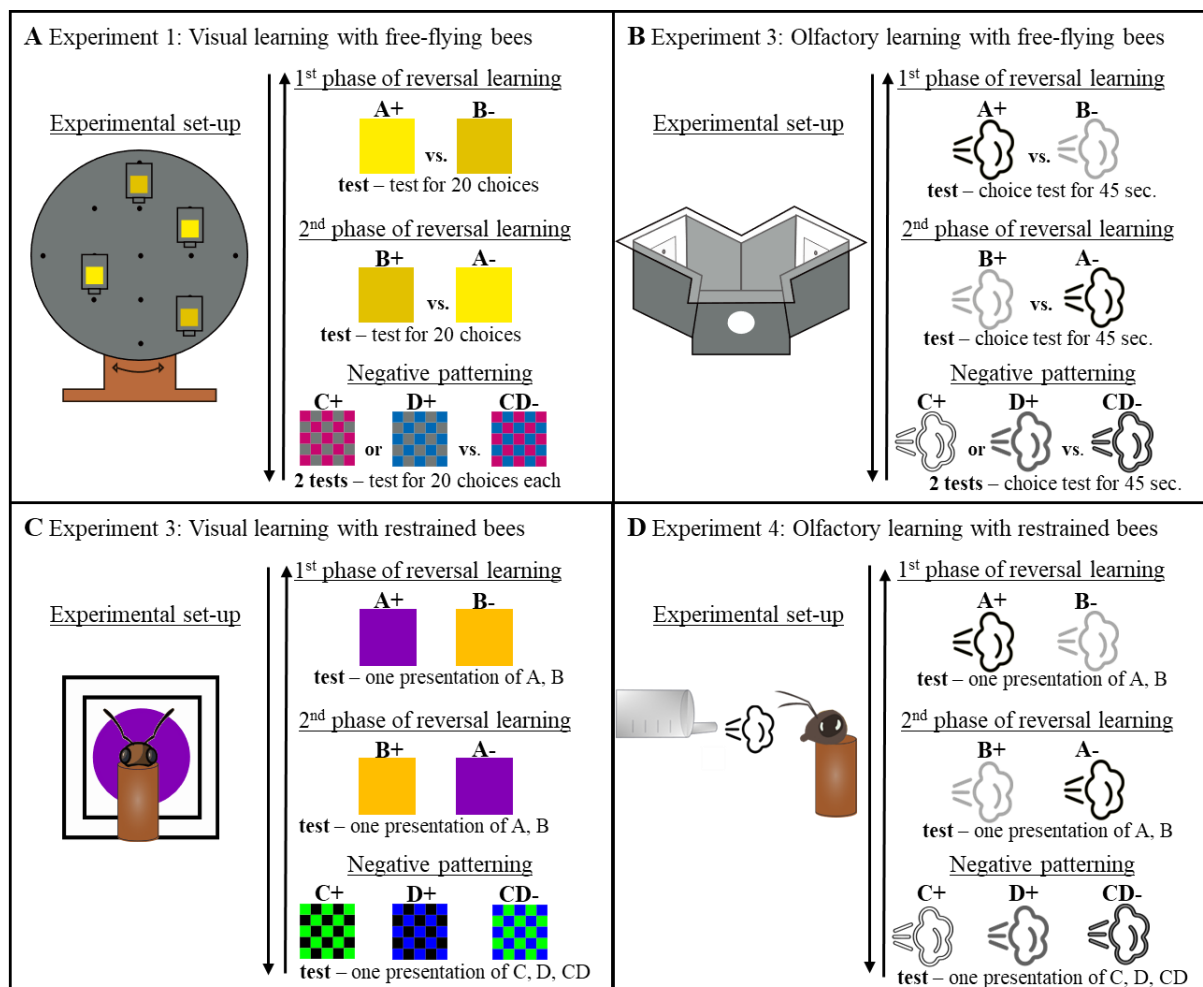 A Experiment 1: Visual learning with free-flying bees
Experimental set-up
1st phase of reversal learning
A+ B-
vs.
test – test for 20 choices
2nd phase of reversal learning
B+ A-
vs.
test – test for 20 choices
Negative patterning
C+ D+ CD-
or vs.
2 tests – test for 20 choices each
B Experiment 3: Olfactory learning with free-flying bees
Experimental set-up
1st phase of reversal learning
A+ B-
vs.
test – choice test for 45 sec.
2nd phase of reversal learning
B+ A-
vs.
test – choice test for 45 sec.
Negative patterning
C+ D+ CD-
or vs.
2 tests – choice test for 45 sec.
C Experiment 3: Visual learning with restrained bees
Experimental set-up
1st phase of reversal learning
A+ B-
test – one presentation of A, B
2nd phase of reversal learning
B+ A-
test – one presentation of A, B
Negative patterning
C+ D+ CD-
test – one presentation of C, D, CD
D Experiment 4: Olfactory learning with restrained bees
Experimental set-up
1st phase of reversal learning
A+ B-
test – one presentation of A, B
2nd phase of reversal learning
B+ A-
test – one presentation of A, B
Negative patterning
C+ D+ CD-
test – one presentation of C, D, CD